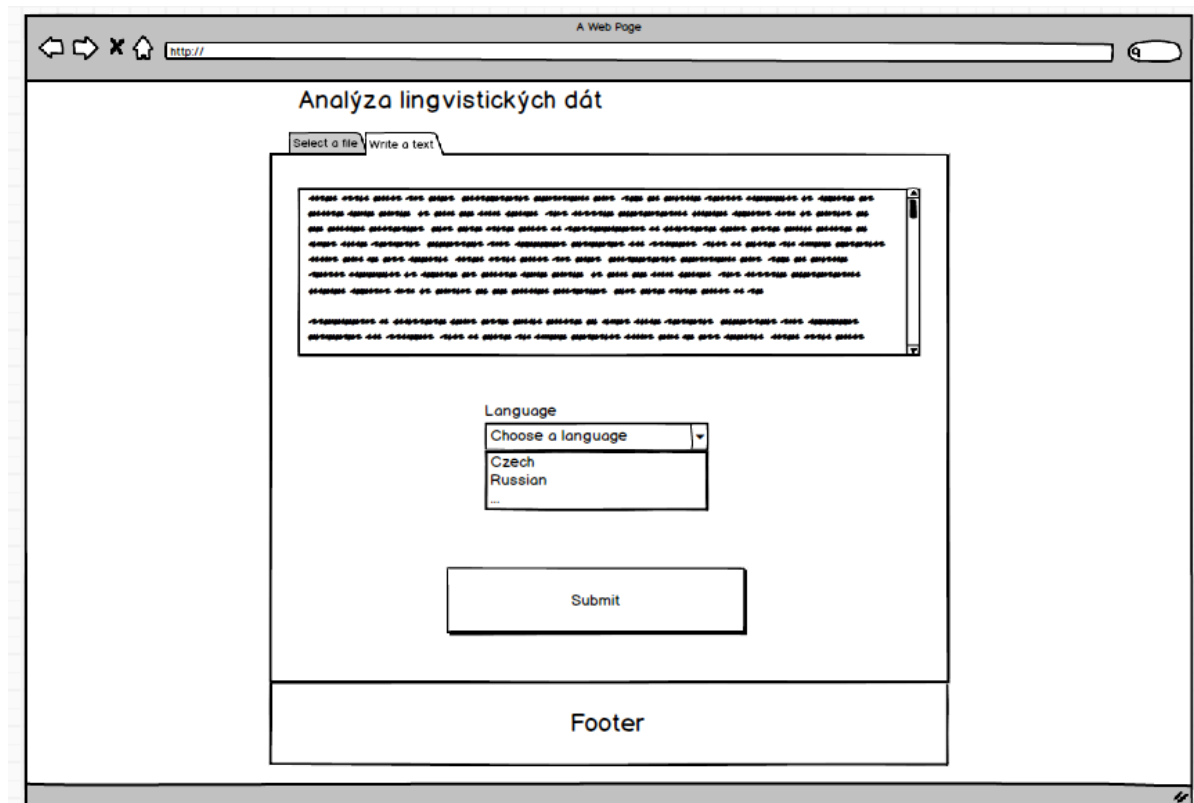 A Web Page
http://
Analýza lingvistických dát
Select a file
Write a text
Language
Choose a language
Czech
Russian
...
Submit
Footer